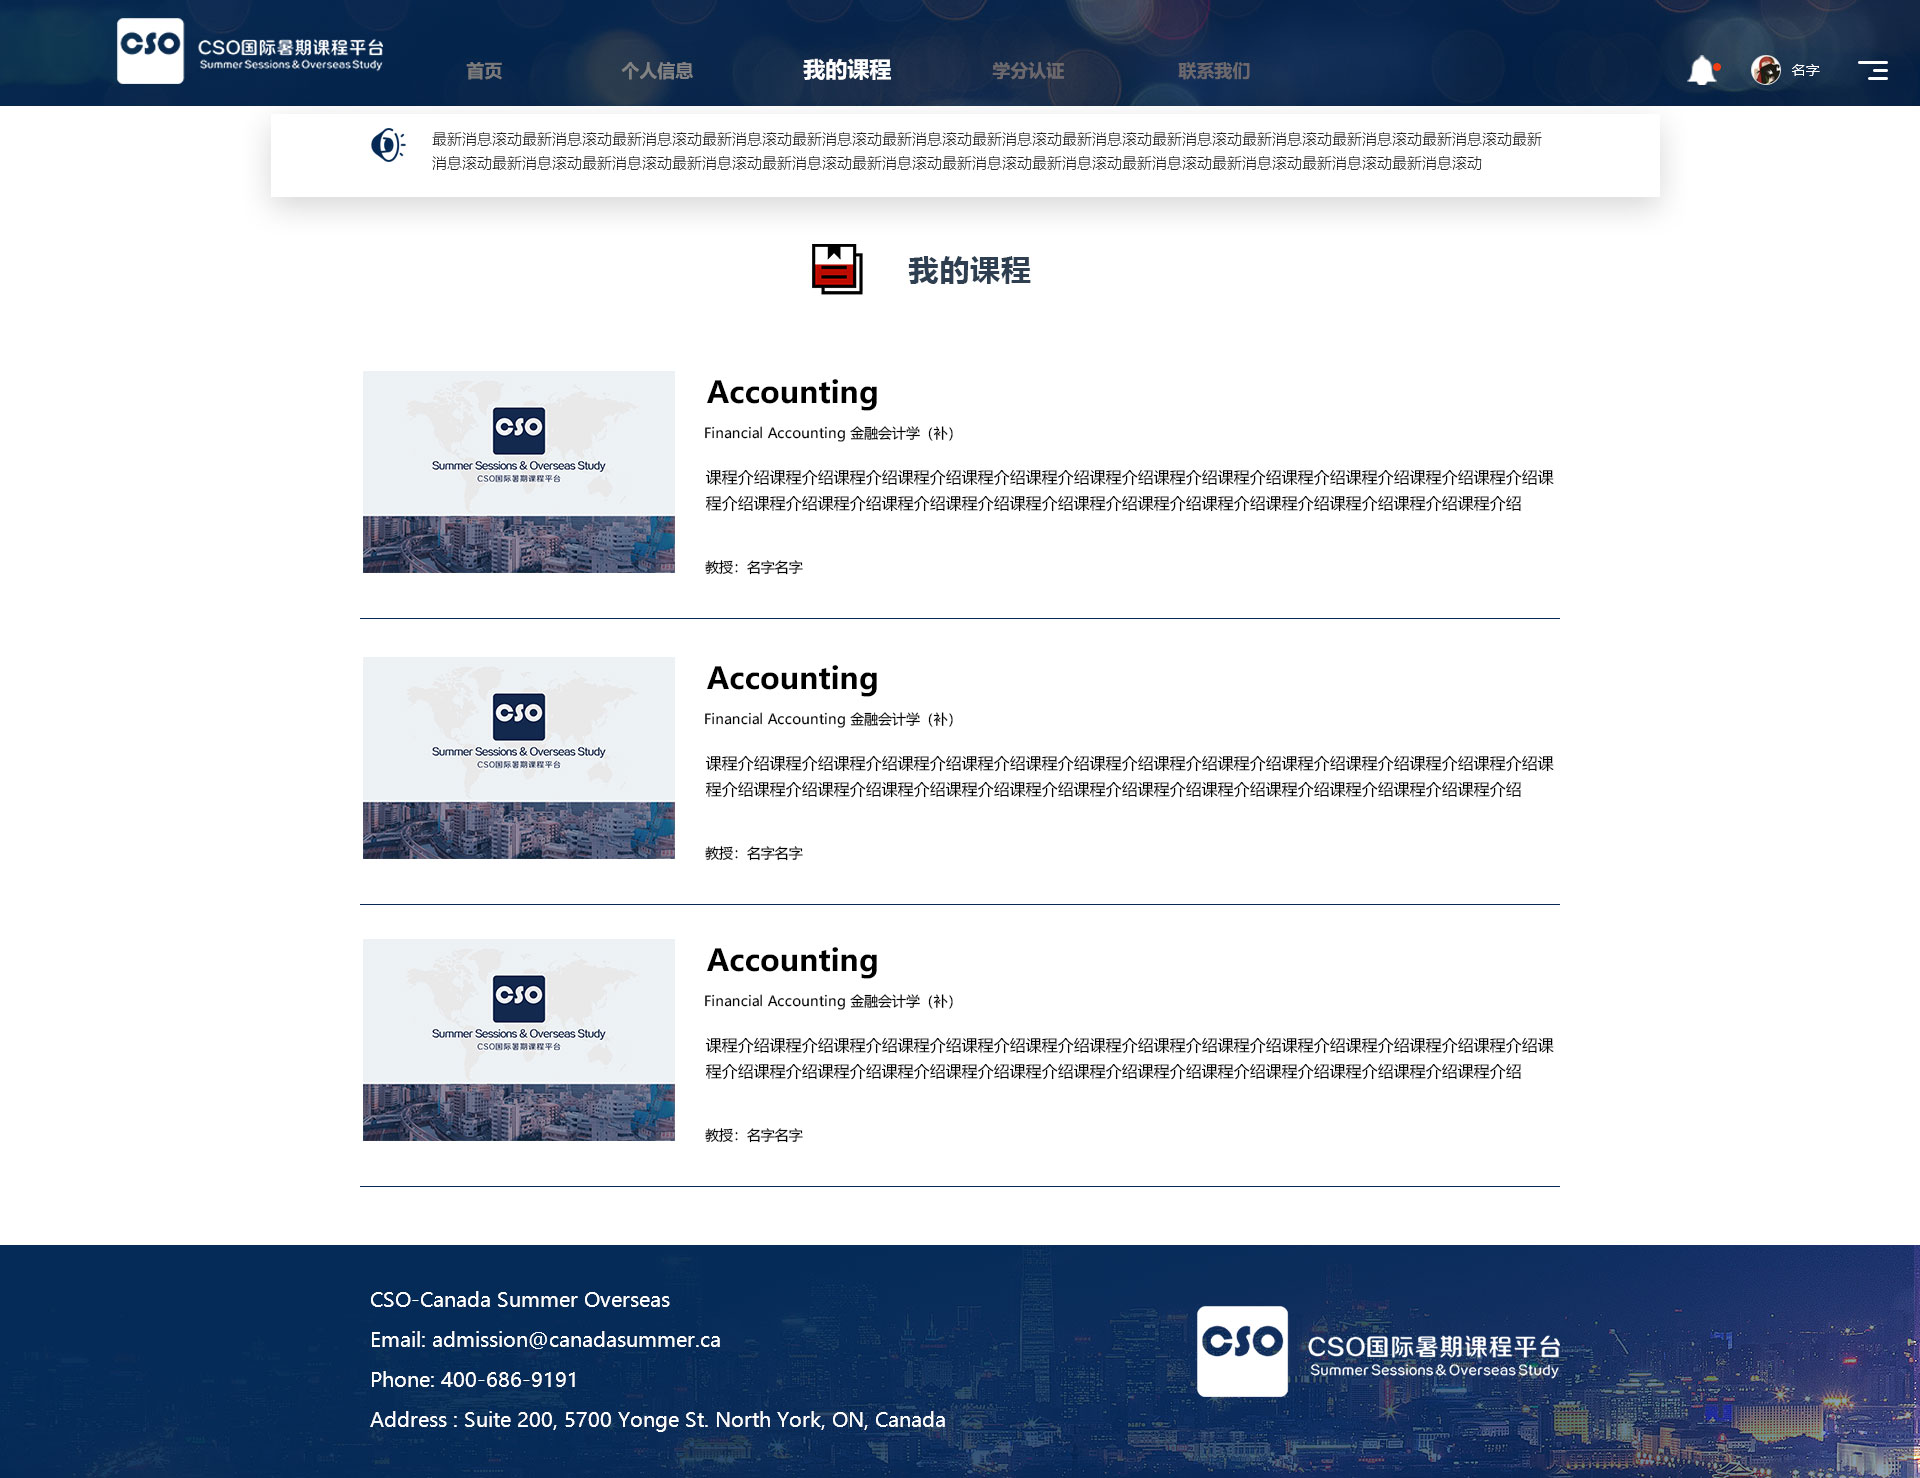 CSO
CSO国际暑期课程平台
Summer Sessions & Overseas Study
首页
个人信息
我的课程
学分认证
联系我们
名字
最新消息滚动最新消息滚动最新消息滚动最新消息滚动最新消息滚动最新消息滚动最新消息滚动最新消息滚动最新消息滚动最新消息滚动最新消息滚动最新消息滚动最新
消息滚动最新消息滚动最新消息滚动最新消息滚动最新消息滚动最新消息滚动最新消息滚动最新消息滚动最新消息滚动最新消息滚动最新消息滚动最新消息滚动
我的课程
CSO
Summer Sessions & Overseas Study
CSO国际暑期课程平台
Accounting
Financial Accounting 金融会计学（补）
课程介绍课程介绍课程介绍课程介绍课程介绍课程介绍课程介绍课程介绍课程介绍课程介绍课程介绍课程介绍课程介绍课
程介绍课程介绍课程介绍课程介绍课程介绍课程介绍课程介绍课程介绍课程介绍课程介绍课程介绍课程介绍课程介绍
教授：名字名字
CSO
Summer Sessions & Overseas Study
CSO国际暑期课程平台
Accounting
Financial Accounting 金融会计学（补）
课程介绍课程介绍课程介绍课程介绍课程介绍课程介绍课程介绍课程介绍课程介绍课程介绍课程介绍课程介绍课程介绍课
程介绍课程介绍课程介绍课程介绍课程介绍课程介绍课程介绍课程介绍课程介绍课程介绍课程介绍课程介绍课程介绍
教授：名字名字
CSO
Summer Sessions & Overseas Study
CSO国际暑期课程平台
Accounting
Financial Accounting 金融会计学（补）
课程介绍课程介绍课程介绍课程介绍课程介绍课程介绍课程介绍课程介绍课程介绍课程介绍课程介绍课程介绍课程介绍课
程介绍课程介绍课程介绍课程介绍课程介绍课程介绍课程介绍课程介绍课程介绍课程介绍课程介绍课程介绍课程介绍
教授：名字名字
CSO-Canada Summer Overseas
Email: admission@canadasummer.ca
Phone: 400-686-9191
Address : Suite 200, 5700 Yonge St. North York, ON, Canada
CSO
CSO国际暑期课程平台
Summer Sessions & Overseas Study